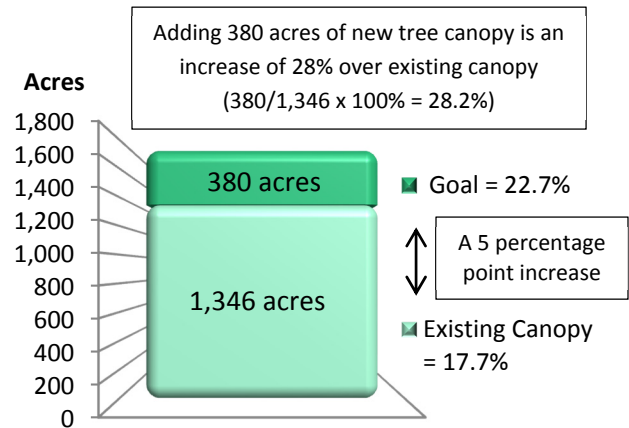 Adding 380 acres of new tree canopy is an
increase of 28% over existing canopy
(380/1,346 x 100% = 28.2%)
Acres
1,800
1,600
1,400
1,200
1,000
800
600
400
200
0
380 acres
1,346 acres
Goal = 22.7%
A 5 percentage
point increase
Existing Canopy
= 17.7%